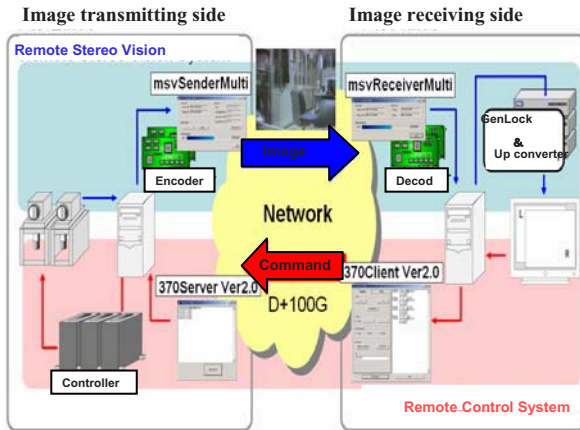 Image transmitting side
Image receiving side
Remote Stereo Vision
msvSenderMulti
msvReceiverMulti
GenLock
&
Up converter
Image
Encoder
Decod
Network
L
R
Command
370Server Ver2.0
370Client Ver2.0
D+100G
Controller
Remote Control System